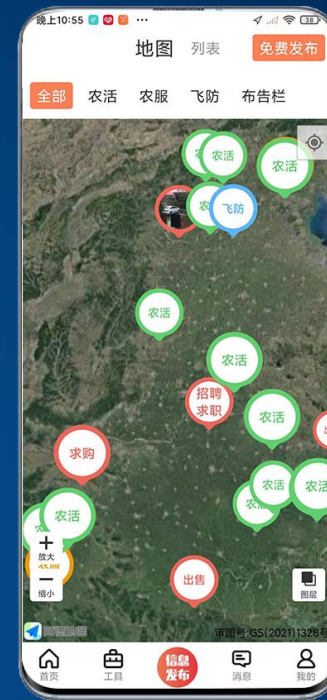 晚上10:55
38
地图 列表 免费发布
全部 农活 农服 飞防 布告栏
农活
农活
飞防
农活
农活
招聘
求职
农活
求购
农活
农活
农活
放大
缩小
出售
图层
审图号:GS(2021)1328号
首页 工具 信息发布 消息 我的